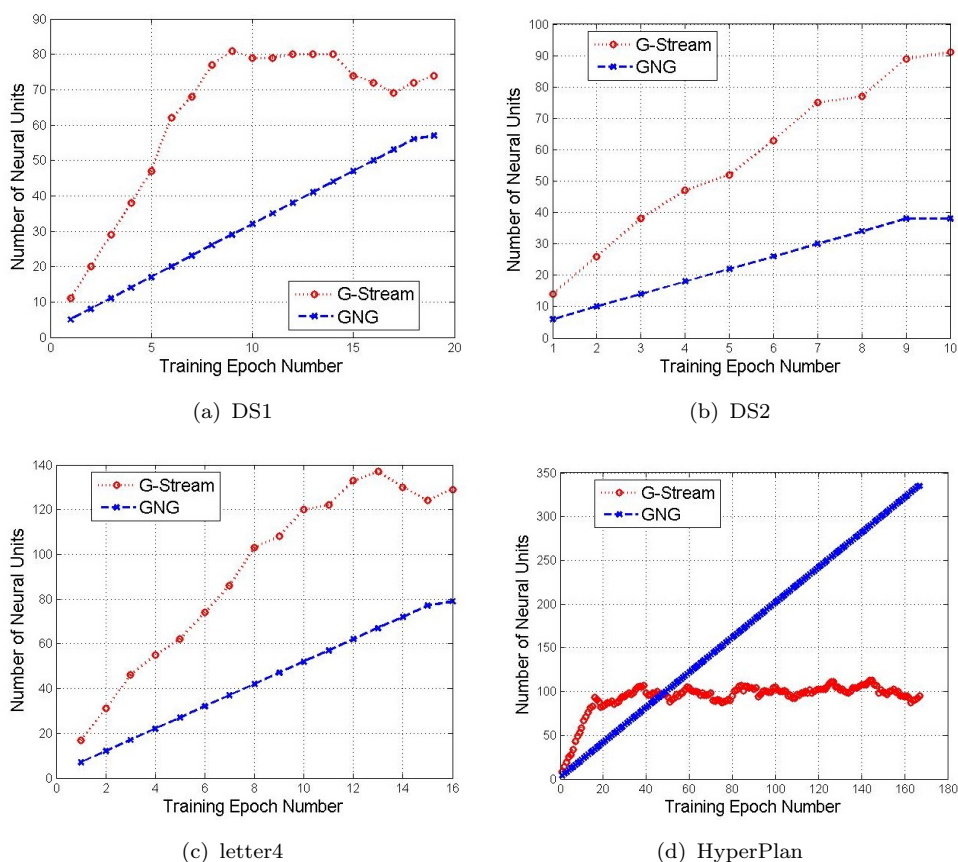 90
80
70
60
50
40
30
20
10
0
Number of Neural Units
G-Stream
GNG
0 5 10 15 20
Training Epoch Number
(a) DS1
100
90
80
70
60
50
40
30
20
10
0
Number of Neural Units
G-Stream
GNG
1 2 3 4 5 6 7 8 9 10
Training Epoch Number
(b) DS2
140
120
100
80
60
40
20
0
Number of Neural Units
G-Stream
GNG
0 2 4 6 8 10 12 14 16
Training Epoch Number
(c) letter4
350
300
250
200
150
100
50
0
Number of Neural Units
G-Stream
GNG
0 20 40 60 80 100 120 140 160 180
Training Epoch Number
(d) HyperPlan